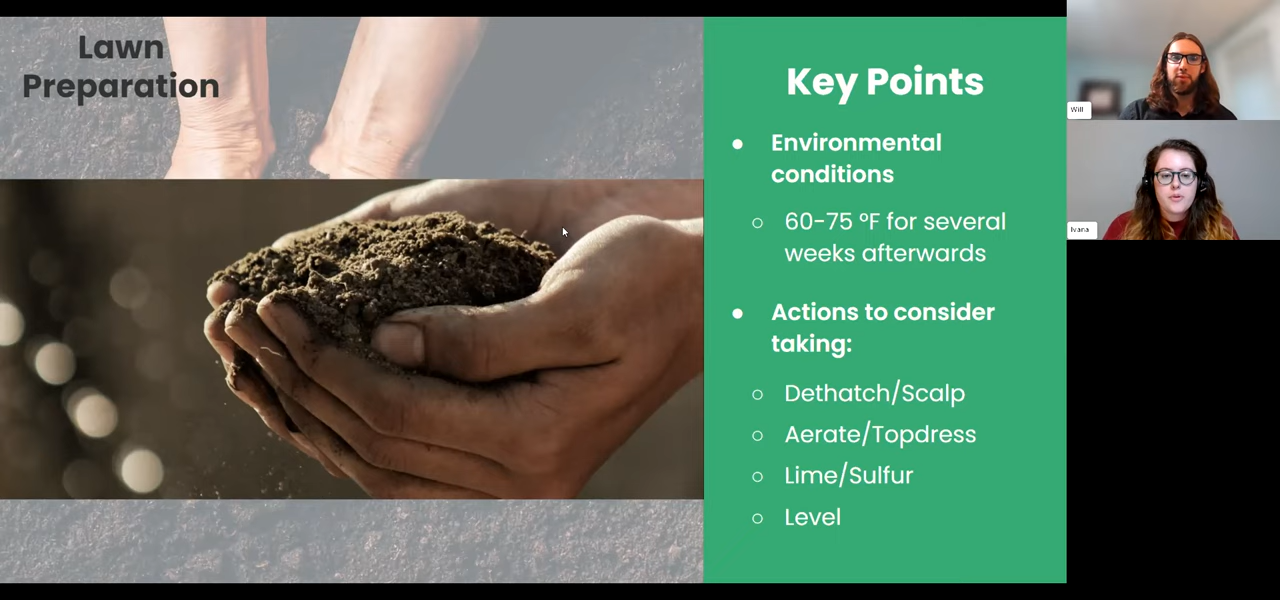 Lawn
Preparation
Key Points
● Environmental
conditions
○ 60-75 °F for several
weeks afterwards
● Actions to consider
taking:
○ Dethatch/Scalp
○ Aerate/Topdress
○ Lime/Sulfur
○ Level
Will
Ivana